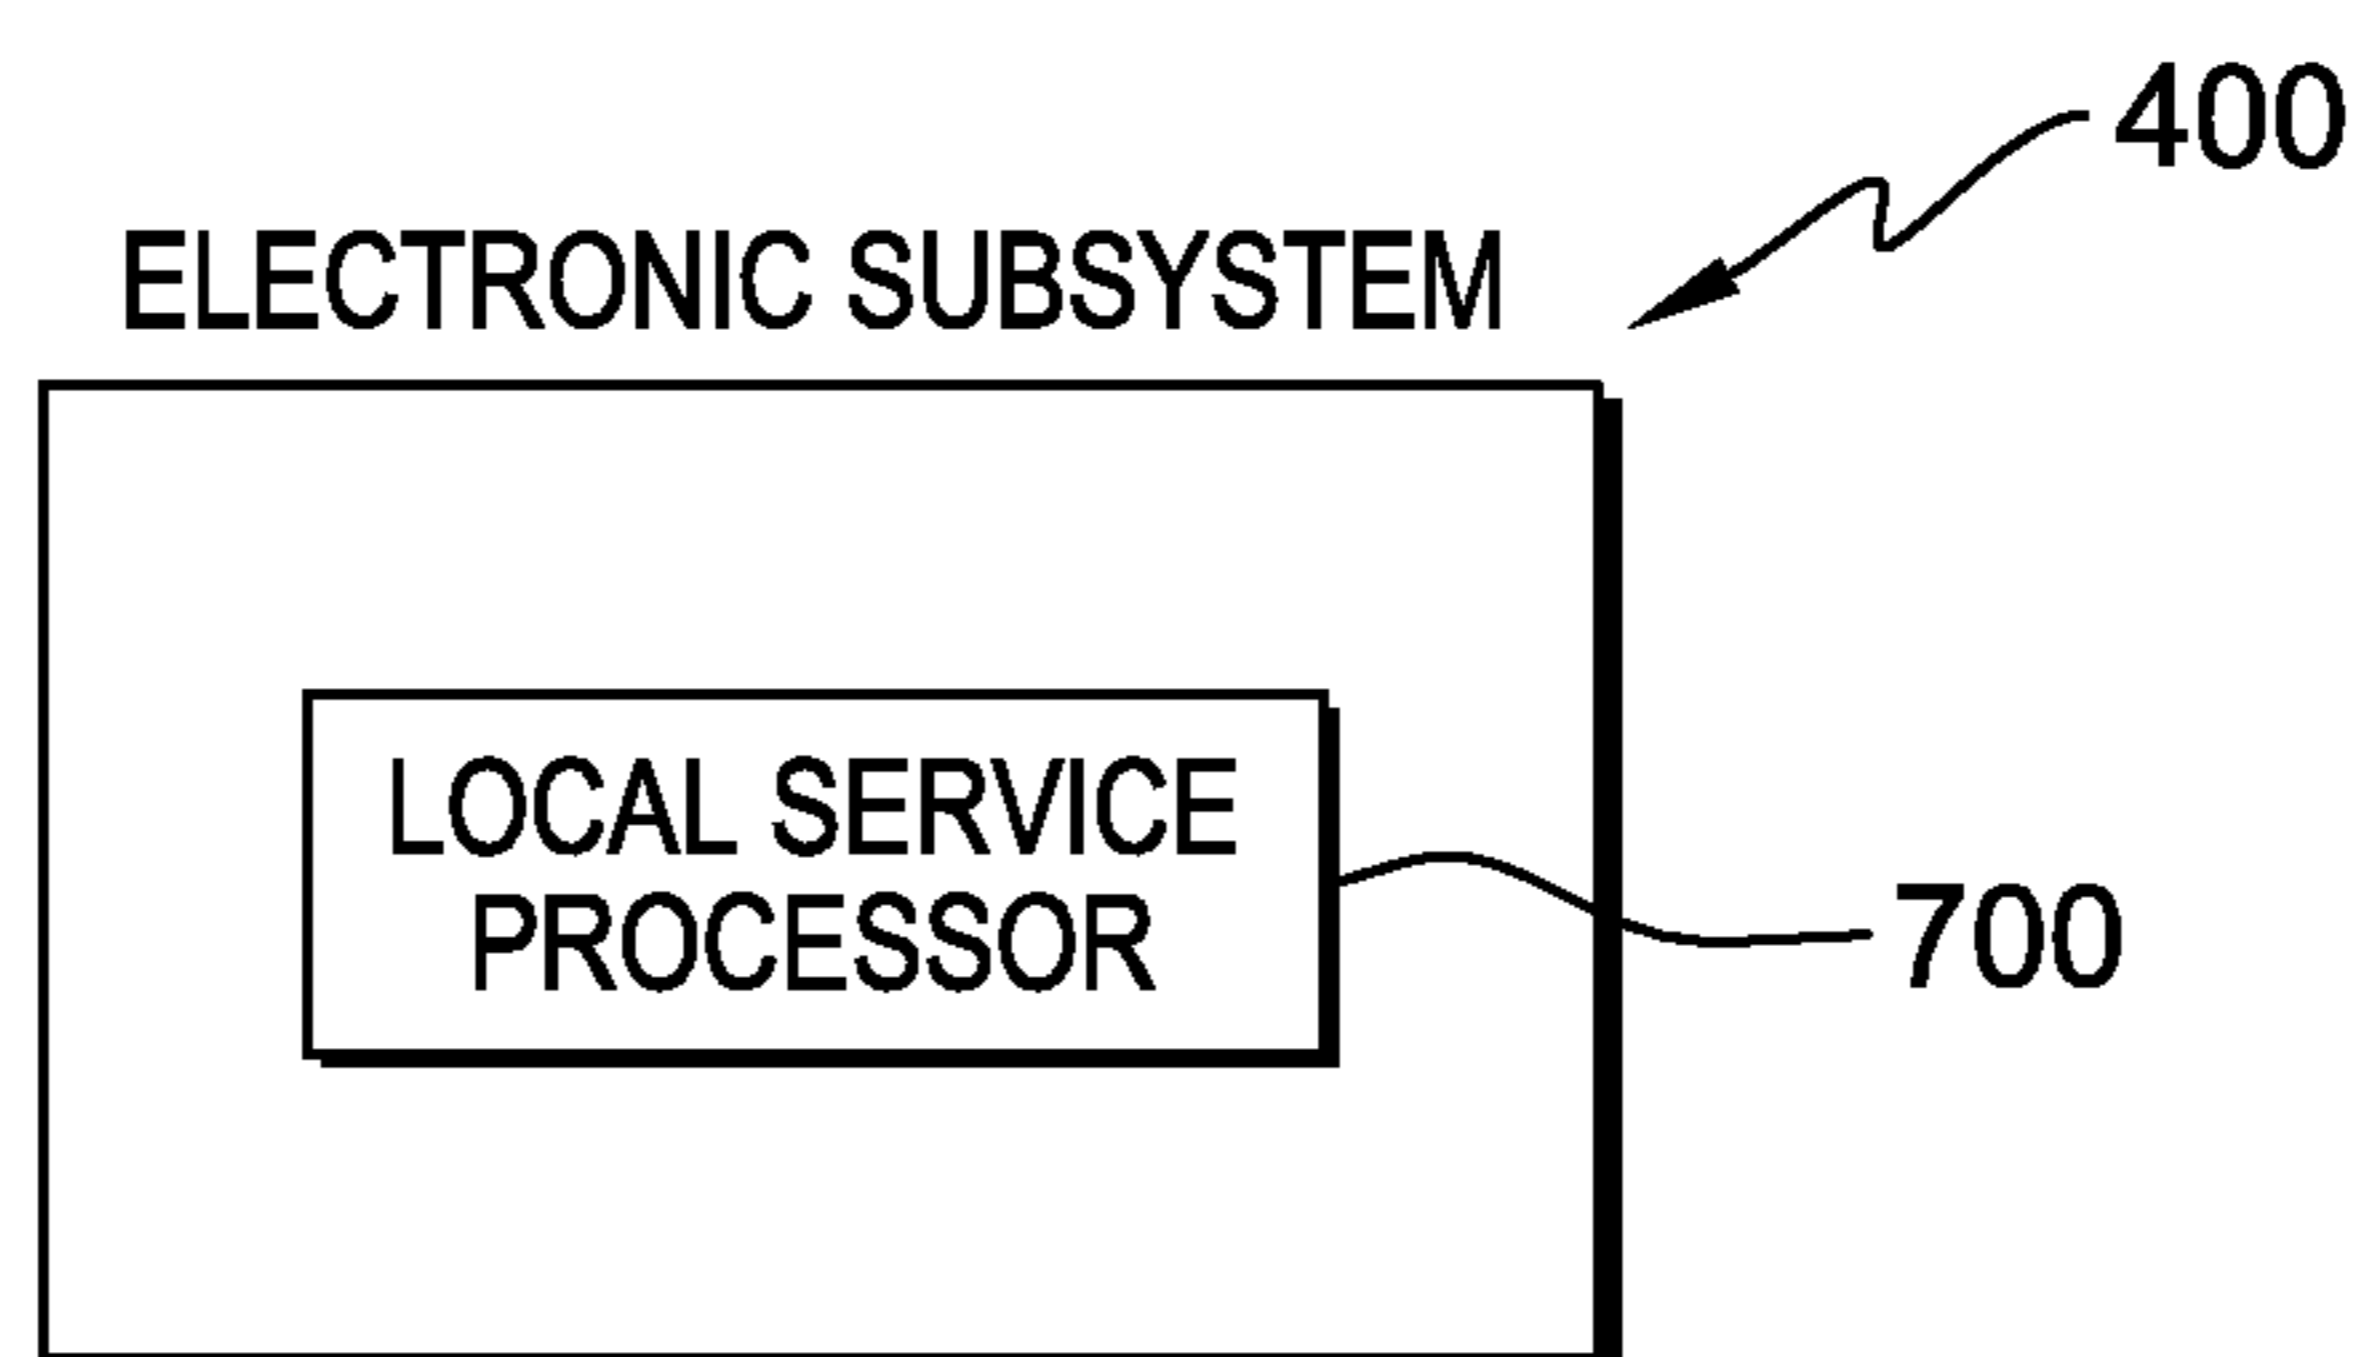 400
ELECTRONIC SUBSYSTEM
LOCAL SERVICE
PROCESSOR
700